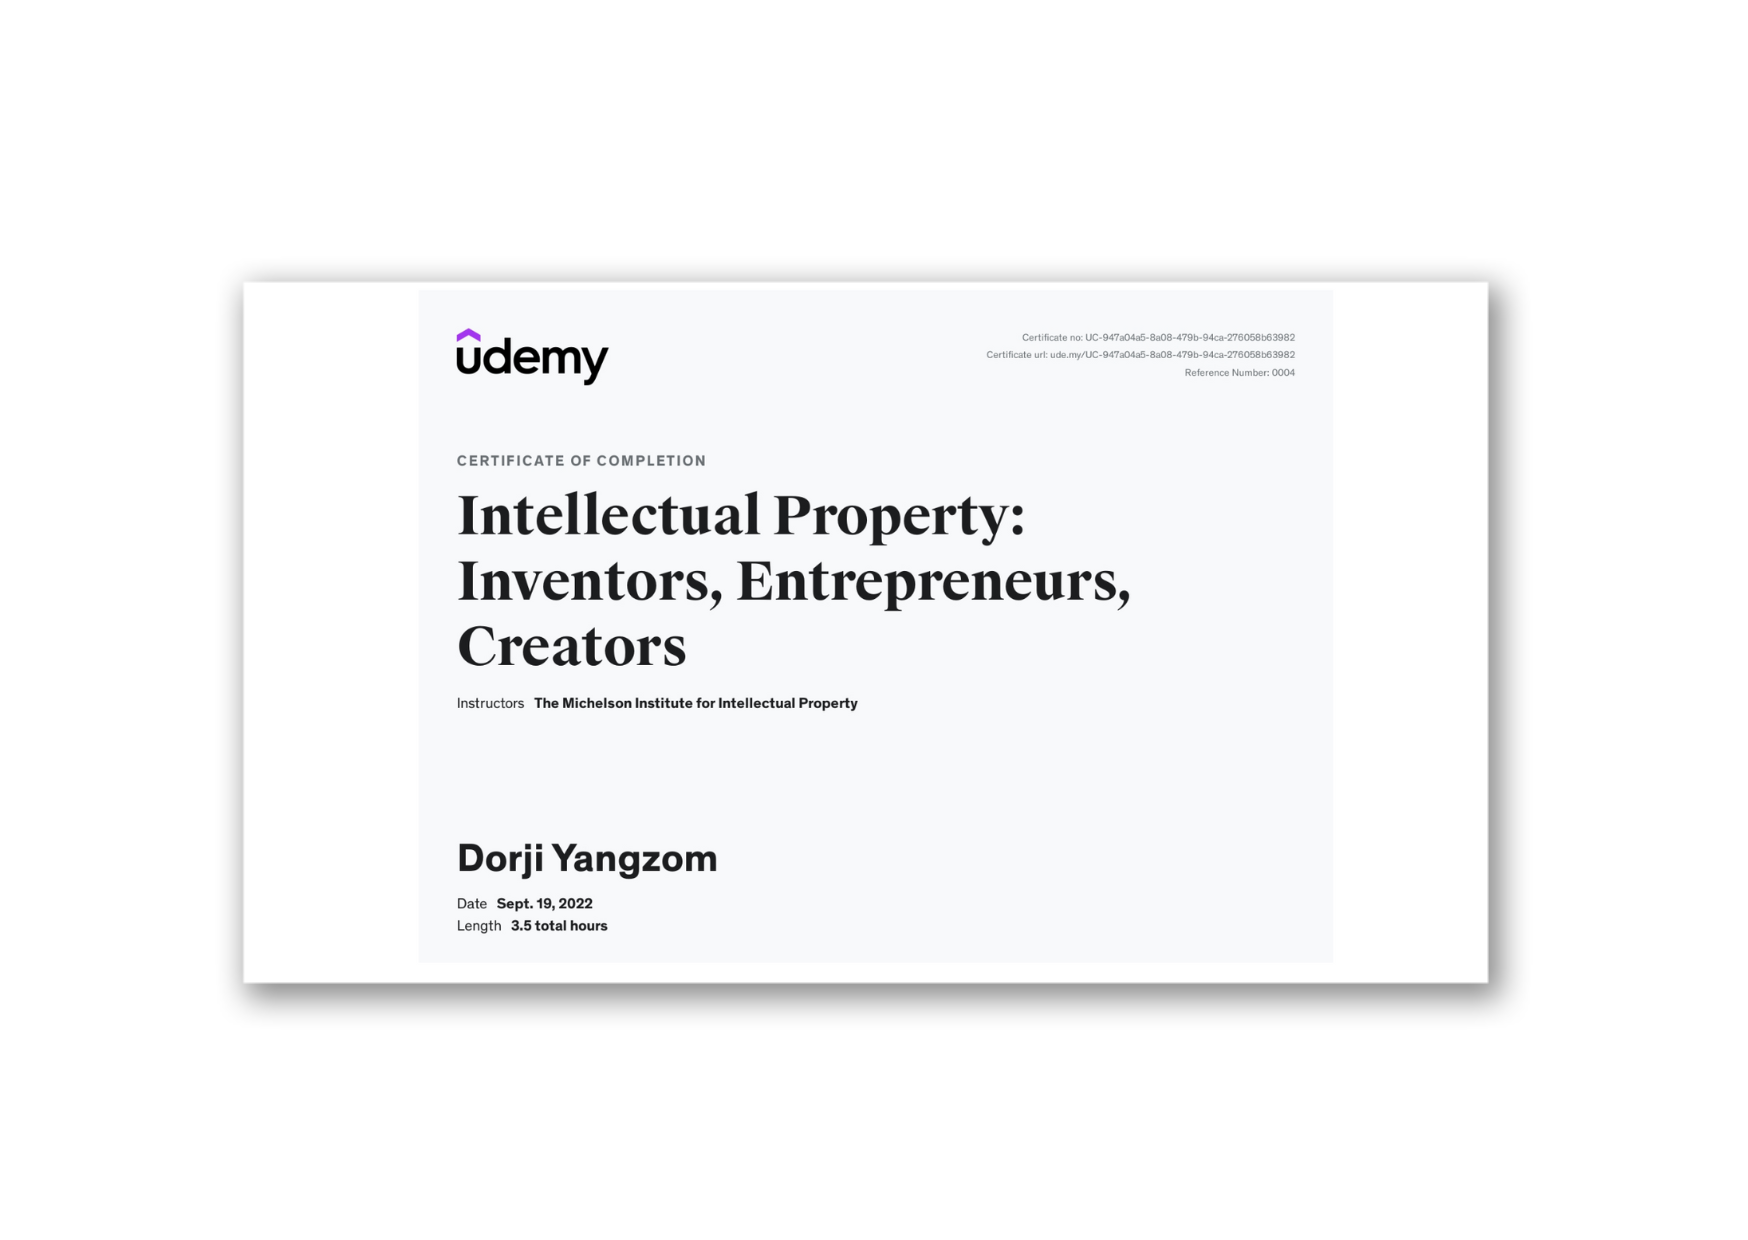 udemy
Certificate no: UC-947a04a5-8a08-479b-94ca-276058b63982
Certificate url: ude.my/UC-947a04a5-8a08-479b-94ca-276058b63982
Reference Number: 0004
CERTIFICATE OF COMPLETION
Intellectual Property:
Inventors, Entrepreneurs,
Creators
Instructors The Michelson Institute for Intellectual Property
Dorji Yangzom
Date Sept. 19, 2022
Length 3.5 total hours